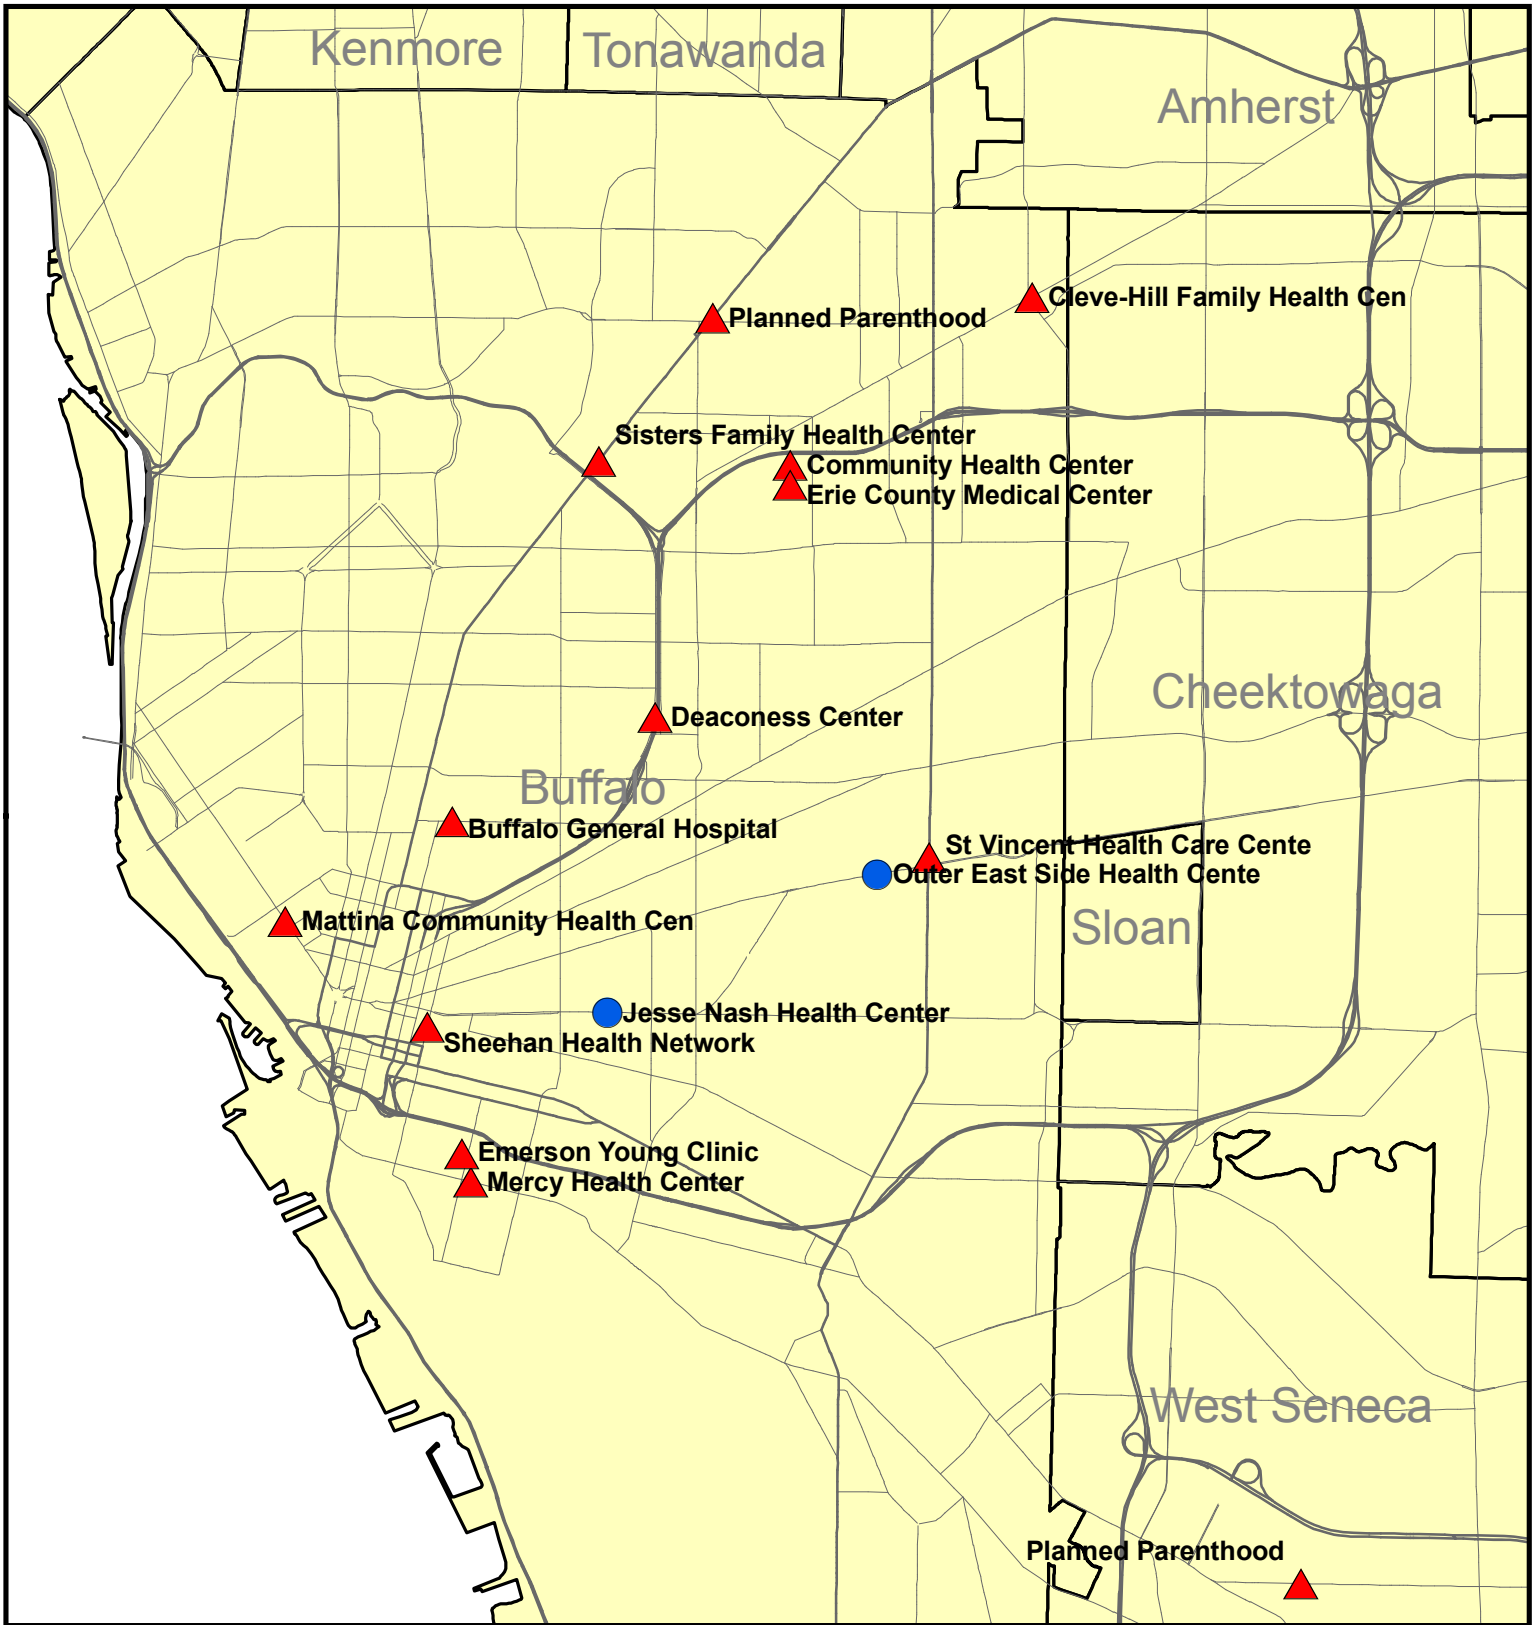 Kenmore
Tonawanda
Amherst
Cleve-Hill Family Health Cen
Planned Parenthood
Sisters Family Health Center
Community Health Center
Erie County Medical Center
Cheektowaga
Deaconess Center
Buffalo
Buffalo General Hospital
St Vincent Health Care Cente
Outer East Side Health Cente
Mattina Community Health Cen
Sloan
Jesse Nash Health Center
Sheehan Health Network
Emerson Young Clinic
Mercy Health Center
West Seneca
Planned Parenthood